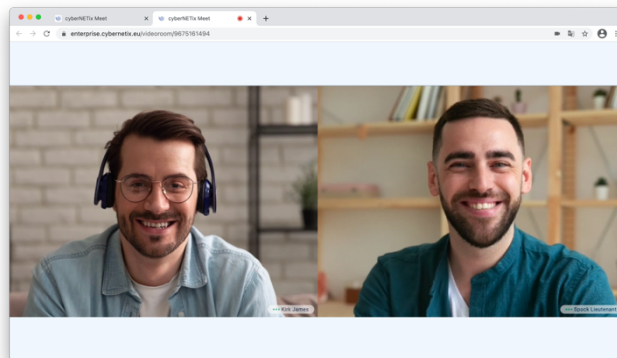 cyberNETix Meet
cyberNETix Meet
enterprise.cybernetix.eu/videoroom/9675161494
Kirk James
Spock Lieutenant